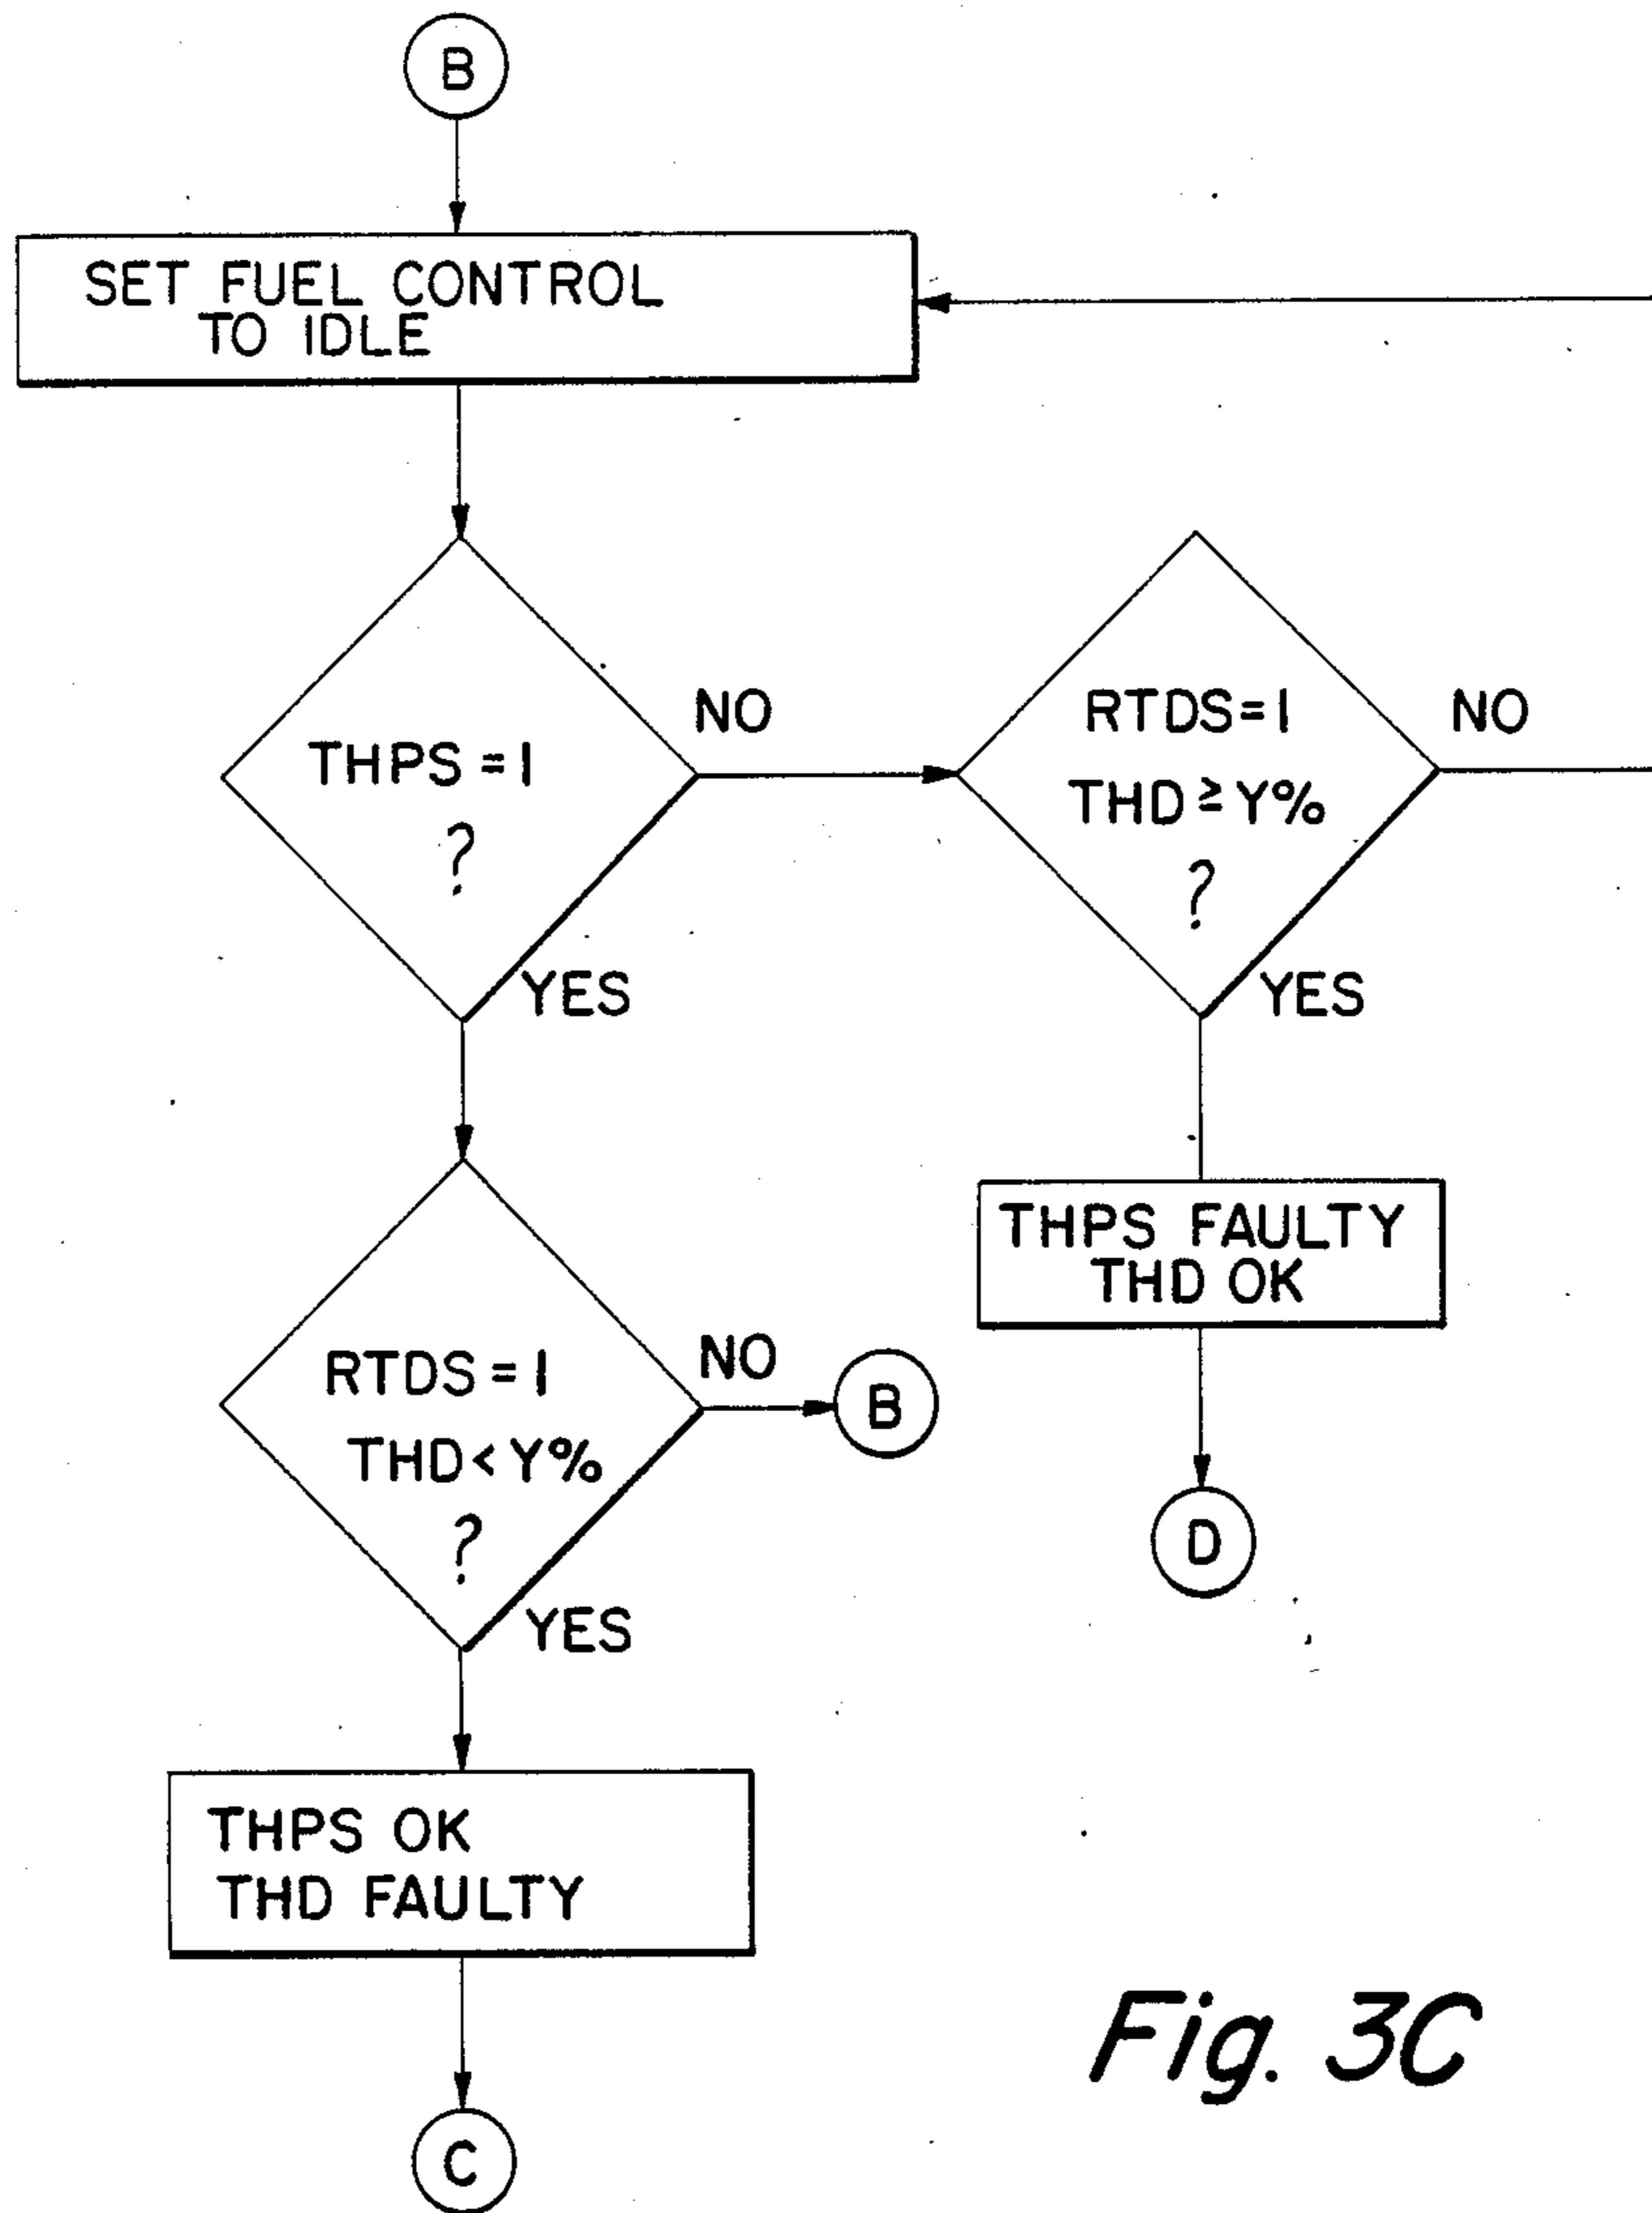 B
SET FUEL CONTROL
TO IDLE
THPS = 1
?
NO
YES
RTDS = 1
THD ≧ Y%
?
NO
YES
THPS FAULTY
THD OK
D
RTDS = 1
THD < Y%
?
NO
B
YES
THPS OK
THD FAULTY
C
Fig. 3C